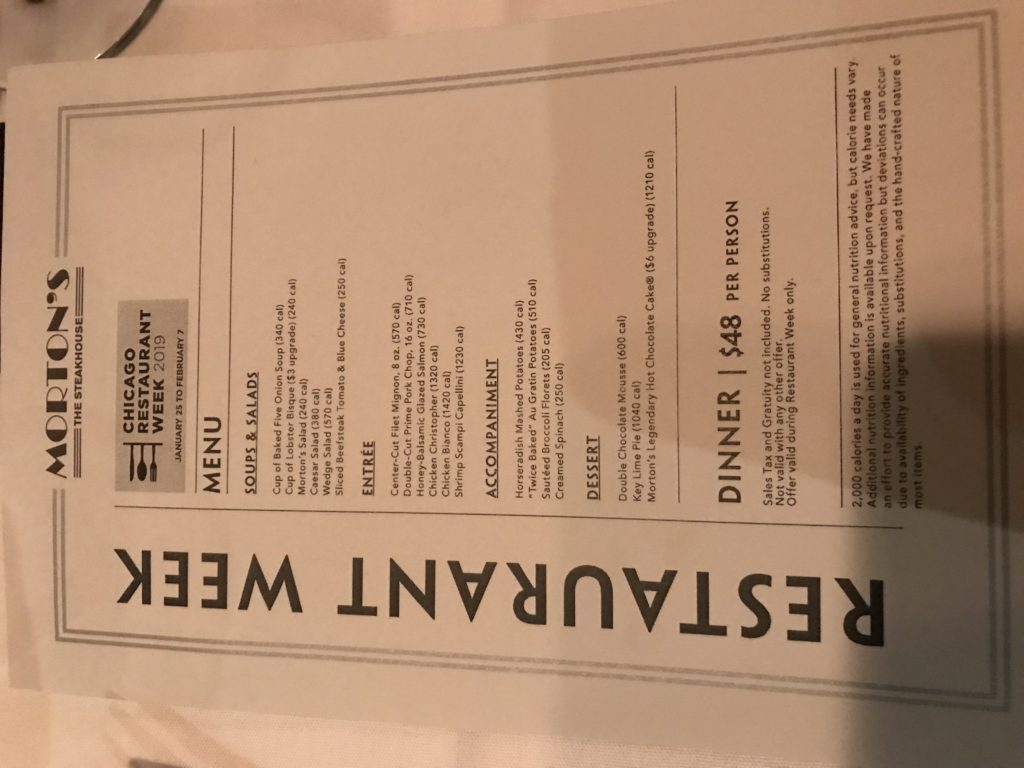 MORTON'S
THE STEAKHOUSE
RESTAURANT WEEK
CHICAGO
RESTAURANT
WEEK 2019
JANUARY 25 TO FEBRUARY 7
MENU
SOUPS & SALADS
Cup of Baked Five Onion Soup (340 cal)
Cup of Lobster Bisque ($3 upgrade) (240 cal)
Morton's Salad (240 cal)
Caesar Salad (380 cal)
Wedge Salad (570 cal)
Sliced Beefsteak Tomato & Blue Cheese (250 cal)
ENTRÉE
Center-Cut Filet Mignon, 8 oz. (570 cal)
Double-Cut Prime Pork Chop, 16 oz. (710 cal)
Honey-Balsamic Glazed Salmon (730 cal)
Chicken Christopher (1320 cal)
Chicken Bianco (1420 cal)
Shrimp Scampi Capellini (1230 cal)
ACCOMPANIMENT
Horseradish Mashed Potatoes (430 cal)
"Twice Baked" Au Gratin Potatoes (510 cal)
Sautéed Broccoli Florets (205 cal)
Creamed Spinach (250 cal)
DESSERT
Double Chocolate Mousse (600 cal)
Key Lime Pie (1040 cal)
Morton's Legendary Hot Chocolate Cake® ($6 upgrade) (1210 cal)
DINNER | $48 PER PERSON
Sales Tax and Gratuity not included. No substitutions.
Not valid with any other offer.
Offer valid during Restaurant Week only.
2,000 calories a day is used for general nutrition advice, but calorie needs vary.
Additional nutrition information is available upon request. We have made
an effort to provide accurate nutritional information but deviations can occur
due to availability of ingredients, substitutions, and the hand-crafted nature of
most items.